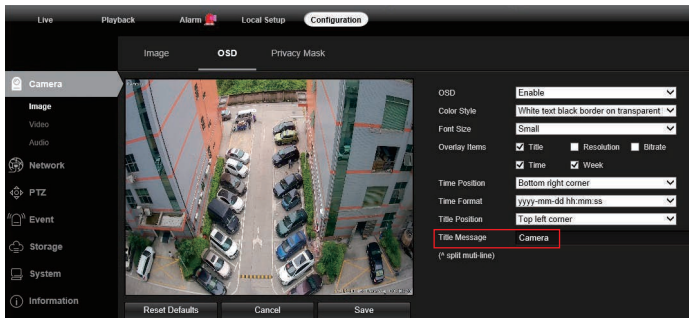 Live Playback Alarm Local Setup Configuration
Image OSD Privacy Mask
Camera
Image
Video
Audio
Network
PTZ
Event
Storage
System
Information
OSD Enable
Color Style White text black border on transparent
Font Size Small
Overlay Items Title Resolution Bitrate
Time Week
Time Position Bottom right corner
Time Format yyyy-mm-dd hh:mm:ss
Title Position Top left corner
Title Message Camera
(^ split muti-line)
Reset Defaults Cancel Save